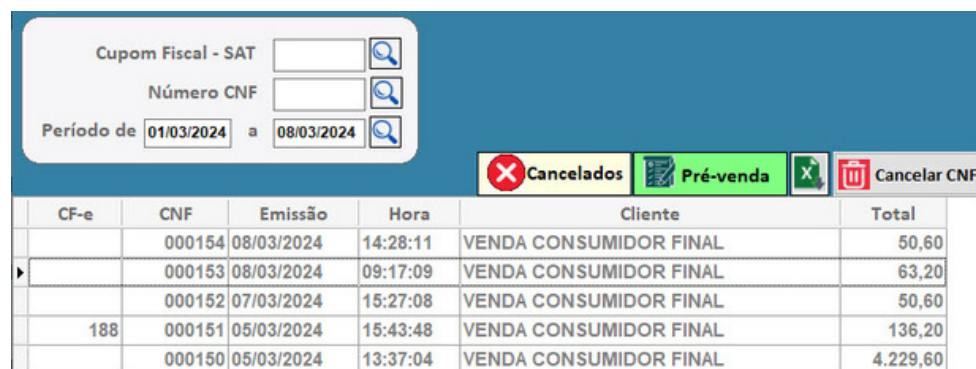 Cupom Fiscal - SAT
Número CNF
Período de 01/03/2024 a 08/03/2024
Cancelados Pré-venda Cancelar CNF
CF-e CNF Emissão Hora Cliente Total
000154 08/03/2024 14:28:11 VENDA CONSUMIDOR FINAL 50,60
000153 08/03/2024 09:17:09 VENDA CONSUMIDOR FINAL 63,20
000152 07/03/2024 15:27:08 VENDA CONSUMIDOR FINAL 50,60
188 000151 05/03/2024 15:43:48 VENDA CONSUMIDOR FINAL 136,20
000150 05/03/2024 13:37:04 VENDA CONSUMIDOR FINAL 4.229,60